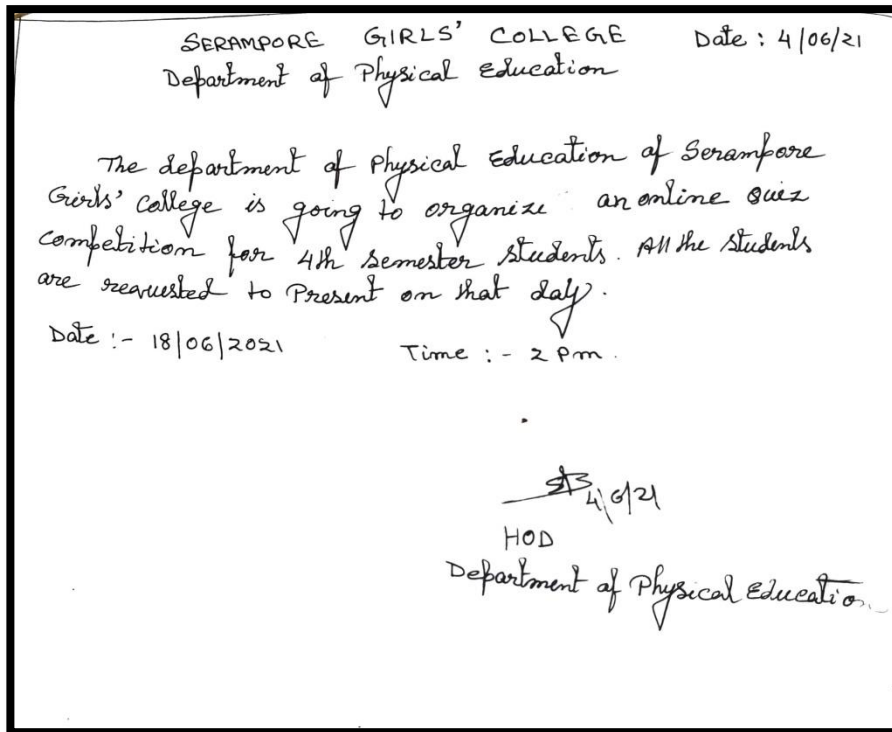 SERAMPORE GIRLS' COLLEGE Date : 4/06/21
Department of Physical Education
The department of Physical Education of Serampore
Girls' College is going to organize an online Quiz
Competition for 4th semester students. All the students
are requested to Present on that day.
Date :- 18/06/2021 Time :- 2 Pm.
4/6/21
HOD
Department of Physical Education